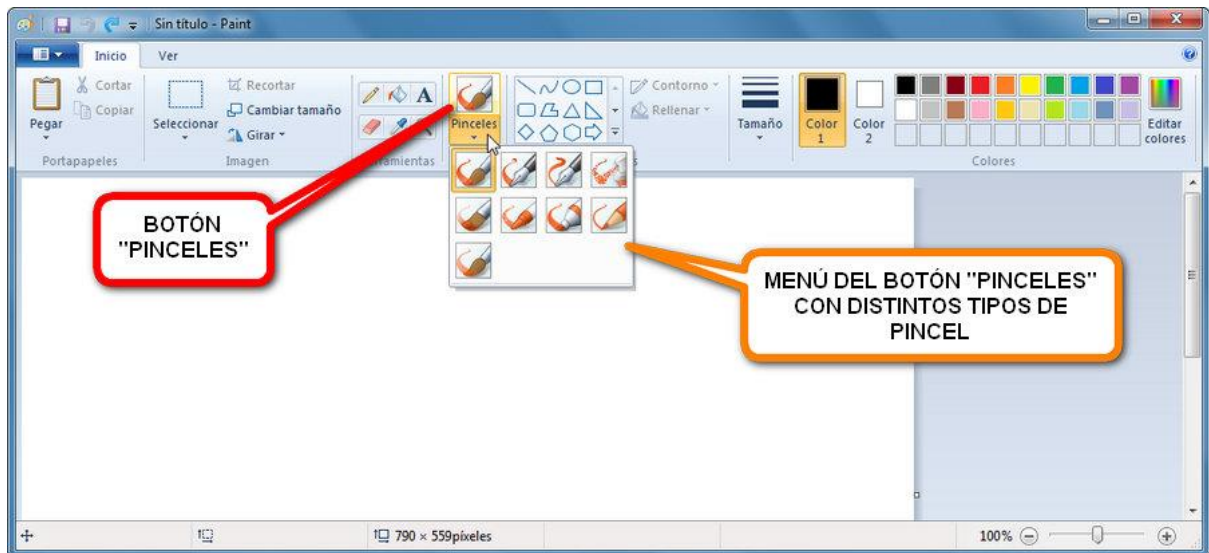 Sin título - Paint
Inicio Ver
Cortar
Copiar
Pegar
Portapapeles
Seleccionar
Recortar
Cambiar tamaño
Girar
Imagen
A
Pinceles
Contorno
Rellenar
Tamaño
Color
1
Color
2
Editar
colores
Colores
BOTÓN
"PINCELES"
MENÚ DEL BOTÓN "PINCELES"
CON DISTINTOS TIPOS DE
PINCEL
790 × 559píxeles
100%